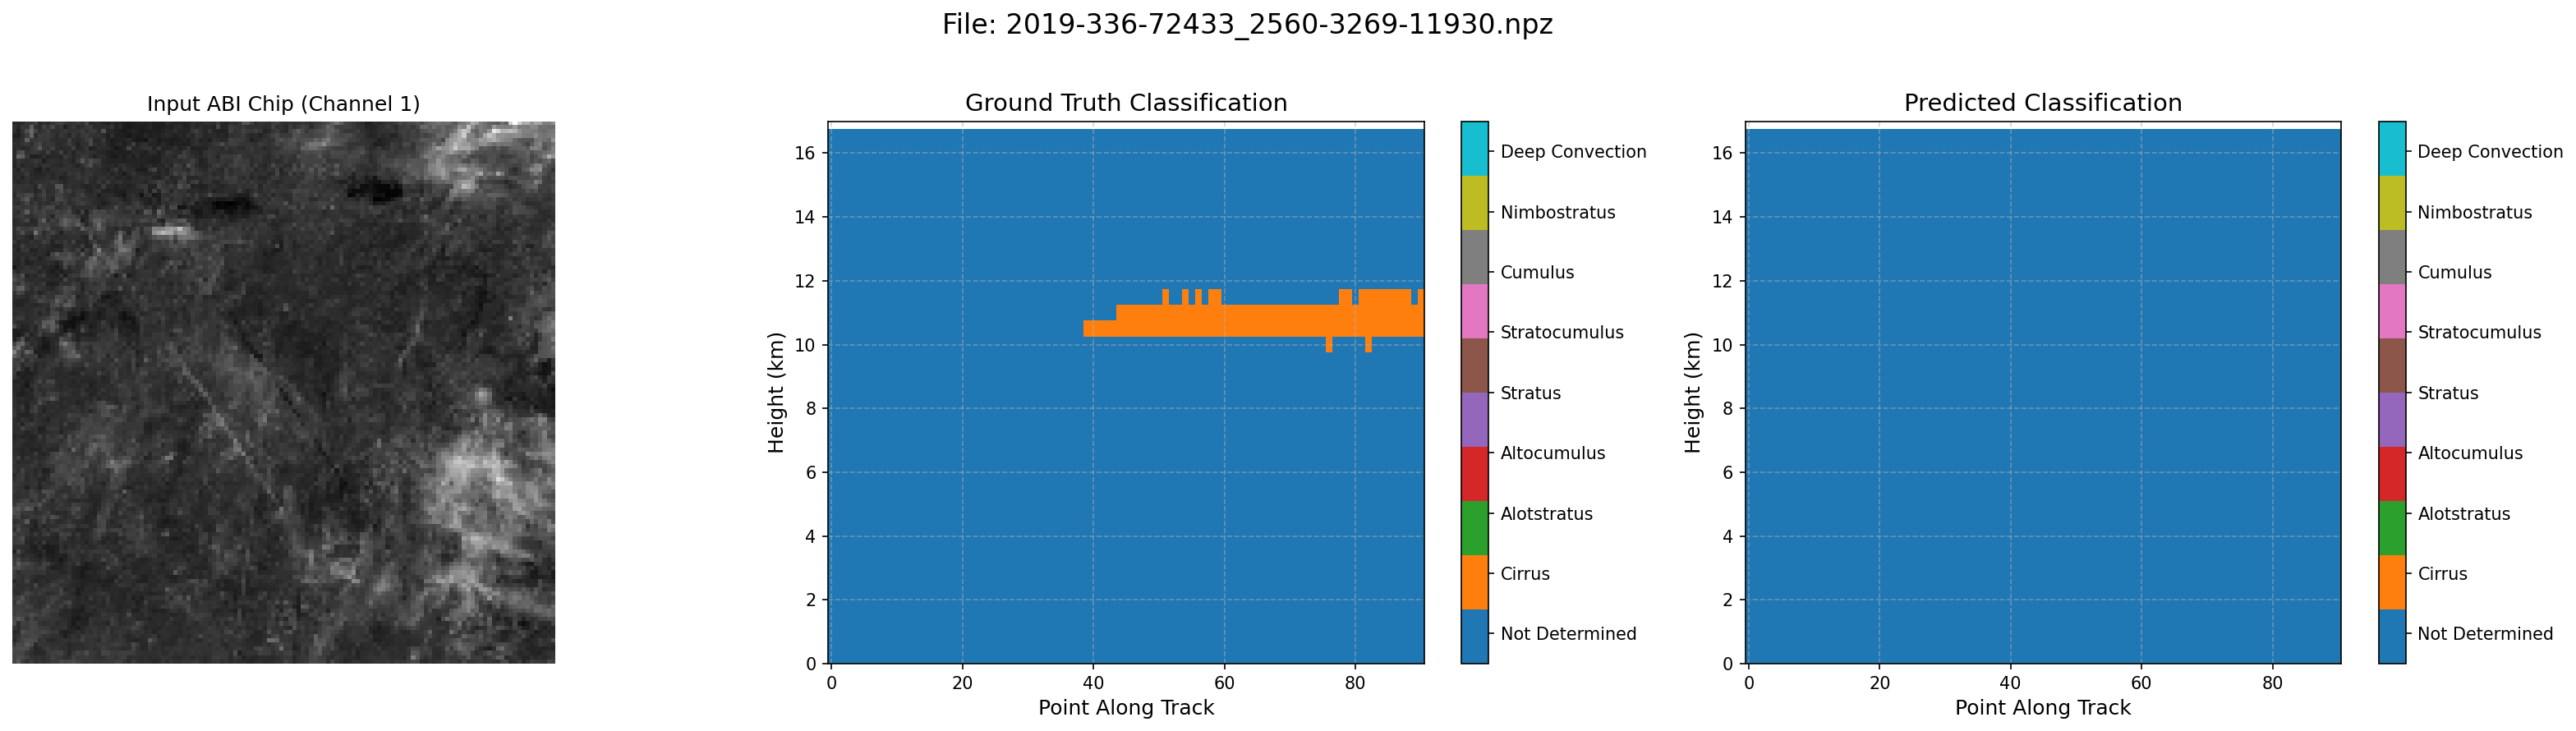 File: 2019-336-72433_2560-3269-11930.npz
Input ABI Chip (Channel 1)
Ground Truth Classification
Height (km)
16
14
12
10
8
6
4
2
0
0 20 40 60 80
Point Along Track
Deep Convection
Nimbostratus
Cumulus
Stratocumulus
Stratus
Altocumulus
Alotstratus
Cirrus
Not Determined
Predicted Classification
Height (km)
16
14
12
10
8
6
4
2
0
0 20 40 60 80
Point Along Track
Deep Convection
Nimbostratus
Cumulus
Stratocumulus
Stratus
Altocumulus
Alotstratus
Cirrus
Not Determined